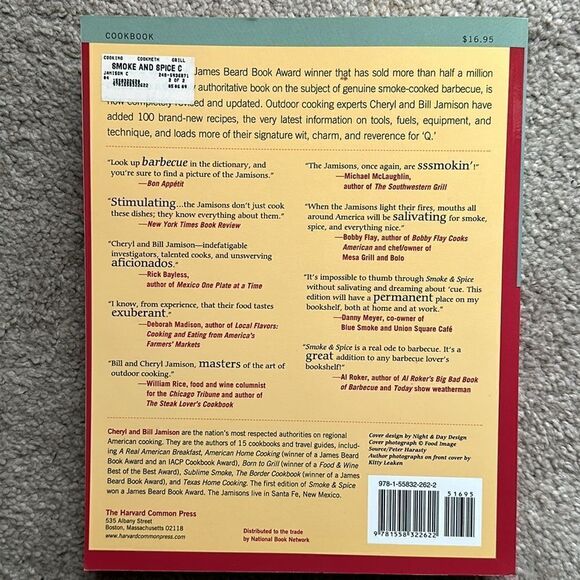 COOKBOOK
$16.95
COOKING COOKMETH GRILL
SMOKE AND SPICE C
JAMISON C
2 OF 2
James Beard Book Award winner that has sold more than half a million
authoritative book on the subject of genuine smoke-cooked barbecue, is
now completely revised and updated. Outdoor cooking experts Cheryl and Bill Jamison have
added 100 brand-new recipes, the very latest information on tools, fuels, equipment, and
technique, and loads more of their signature wit, charm, and reverence for 'Q.'
"Look up barbecue in the dictionary, and
you're sure to find a picture of the Jamisons."
—Bon Appétit
"Stimulating...the Jamisons don't just cook
these dishes; they know everything about them."
—New York Times Book Review
"Cheryl and Bill Jamison—indefatigable
investigators, talented cooks, and unswerving
aficionados."
—Rick Bayless,
author of Mexico One Plate at a Time
"I know, from experience, that their food tastes
exuberant."
—Deborah Madison, author of Local Flavors:
Cooking and Eating from America's
Farmers' Markets
"Bill and Cheryl Jamison, masters of the art of
outdoor cooking."
—William Rice, food and wine columnist
for the Chicago Tribune and author of
The Steak Lover's Cookbook
"The Jamisons, once again, are sssmokin'!"
—Michael McLaughlin,
author of The Southwestern Grill
"When the Jamisons light their fires, mouths all
around America will be salivating for smoke,
spice, and everything nice."
—Bobby Flay, author of Bobby Flay Cooks
American and chef/owner of
Mesa Grill and Bolo
"It's impossible to thumb through Smoke & Spice
without salivating and dreaming about 'cue. This
edition will have a permanent place on my
bookshelf, both at home and at work."
—Danny Meyer, co-owner of
Blue Smoke and Union Square Café
"Smoke & Spice is a real ode to barbecue. It's a
great addition to any barbecue lover's
bookshelf!"
—Al Roker, author of Al Roker's Big Bad Book
of Barbecue and Today show weatherman
Cheryl and Bill Jamison are the nation's most respected authorities on regional
American cooking. They are the authors of 15 cookbooks and travel guides, including
A Real American Breakfast, American Home Cooking (winner of a James Beard
Book Award and an IACP Cookbook Award), Born to Grill (winner of a Food & Wine
Best of the Best Award), Sublime Smoke, The Border Cookbook (winner of a James
Beard Book Award), and Texas Home Cooking. The first edition of Smoke & Spice
won a James Beard Book Award. The Jamisons live in Santa Fe, New Mexico.
Cover design by Night & Day Design
Cover photograph © Food Image
Source/Peter Harasty
Author photographs on front cover by
Kitty Leaken
The Harvard Common Press
535 Albany Street
Boston, Massachusetts 02118
www.harvardcommonpress.com
Distributed to the trade
by National Book Network
978-1-55832-262-2
51695
9 781558 322622